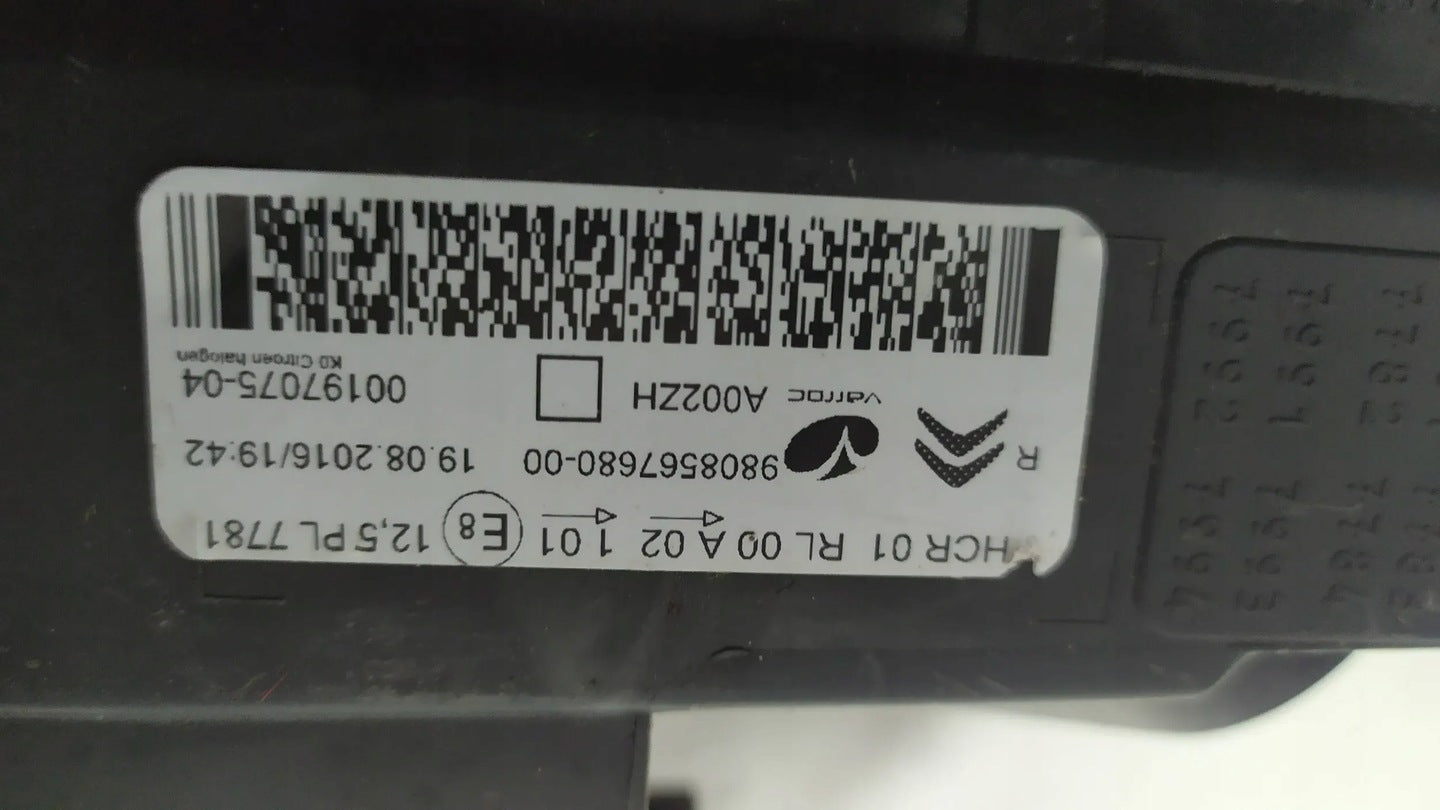 HCR 01 RL 00 A 02 1 01 E8 12,5 PL 7781
R 9808567680-00 19.08.2016/19:42
varroc A002ZH 00197075-04
K0 Citroen halogen